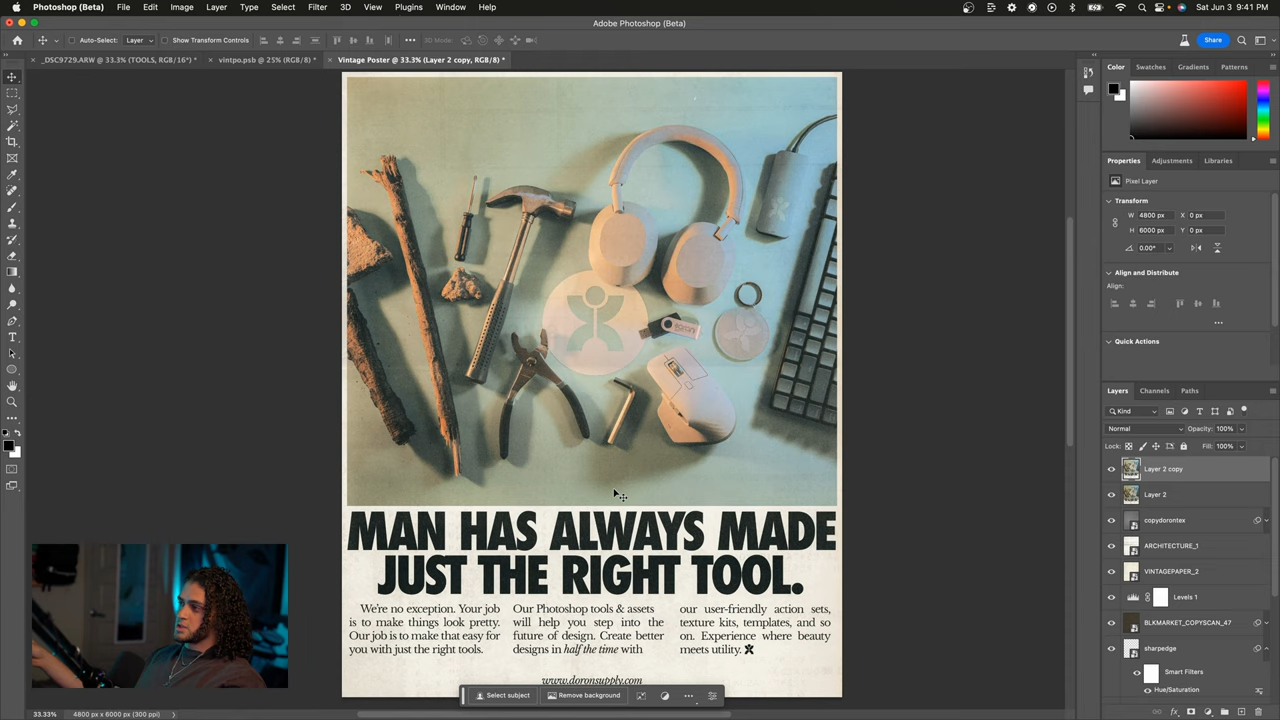 Photoshop (Beta) File Edit Image Layer Type Select Filter 3D View Plugins Window Help Sat Jun 3 9:41 PM
Adobe Photoshop (Beta)
Auto-Select: Layer Show Transform Controls 3D Mode: Share
_DSC9729.ARW @ 33.3% (TOOLS, RGB/16*) * vintpo.psb @ 25% (RGB/8) * Vintage Poster @ 33.3% (Layer 2 copy, RGB/8) *
Color Swatches Gradients Patterns
Properties Adjustments Libraries
Pixel Layer
Transform
W 4800 px X 0 px
H 6000 px Y 0 px
0.00°
Align and Distribute
Align:
Quick Actions
Layers Channels Paths
Kind
Normal Opacity: 100%
Lock: Fill: 100%
Layer 2 copy
Layer 2
copydorontex
ARCHITECTURE_1
VINTAGEPAPER_2
Levels 1
BLKMARKET_COPYSCAN_47
sharpedge
Smart Filters
Hue/Saturation
MAN HAS ALWAYS MADE
JUST THE RIGHT TOOL.
We're no exception. Your job
is to make things look pretty.
Our job is to make that easy for
you with just the right tools.
Our Photoshop tools & assets
will help you step into the
future of design. Create better
designs in half the time with
our user-friendly action sets,
texture kits, templates, and so
on. Experience where beauty
meets utility.
www.doronsupply.com
Select subject Remove background
33.33% 4800 px x 6000 px (300 ppi)